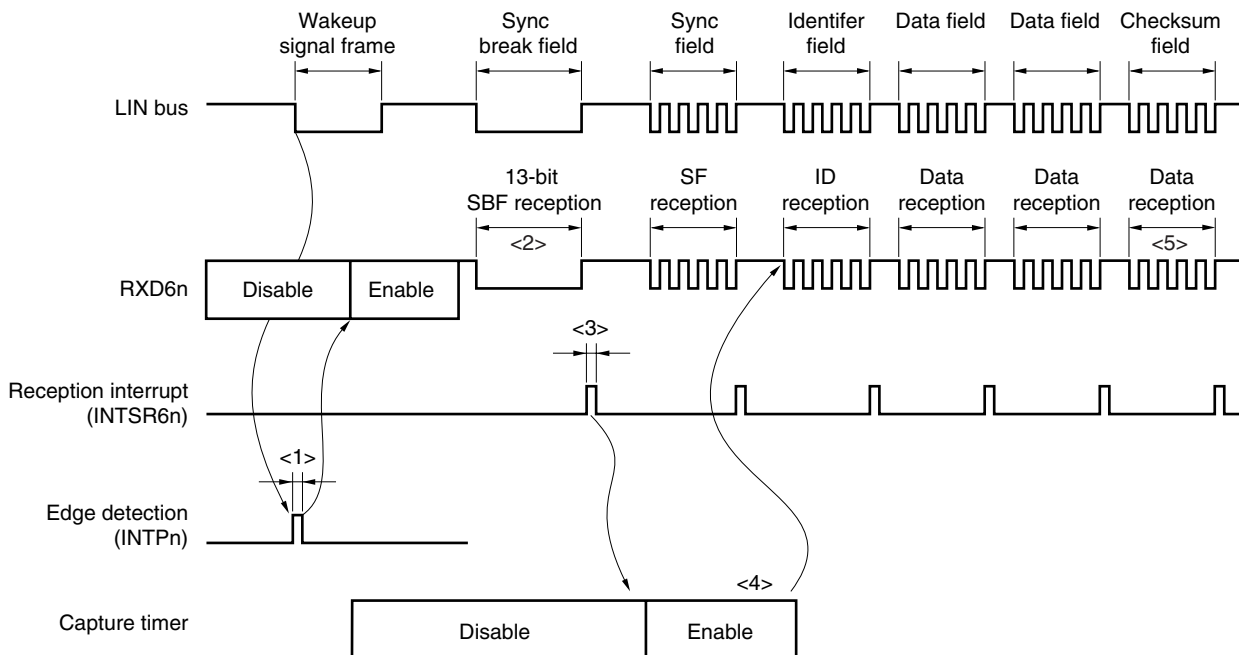 Wakeup
signal frame
Sync
break field
Sync
field
Identifer
field
Data field
Data field
Checksum
field
LIN bus
13-bit
SBF reception
<2>
SF
reception
ID
reception
Data
reception
Data
reception
Data
reception
<5>
RXD6n
Disable
Enable
<3>
Reception interrupt
(INTSR6n)
<1>
Edge detection
(INTPn)
<4>
Capture timer
Disable
Enable